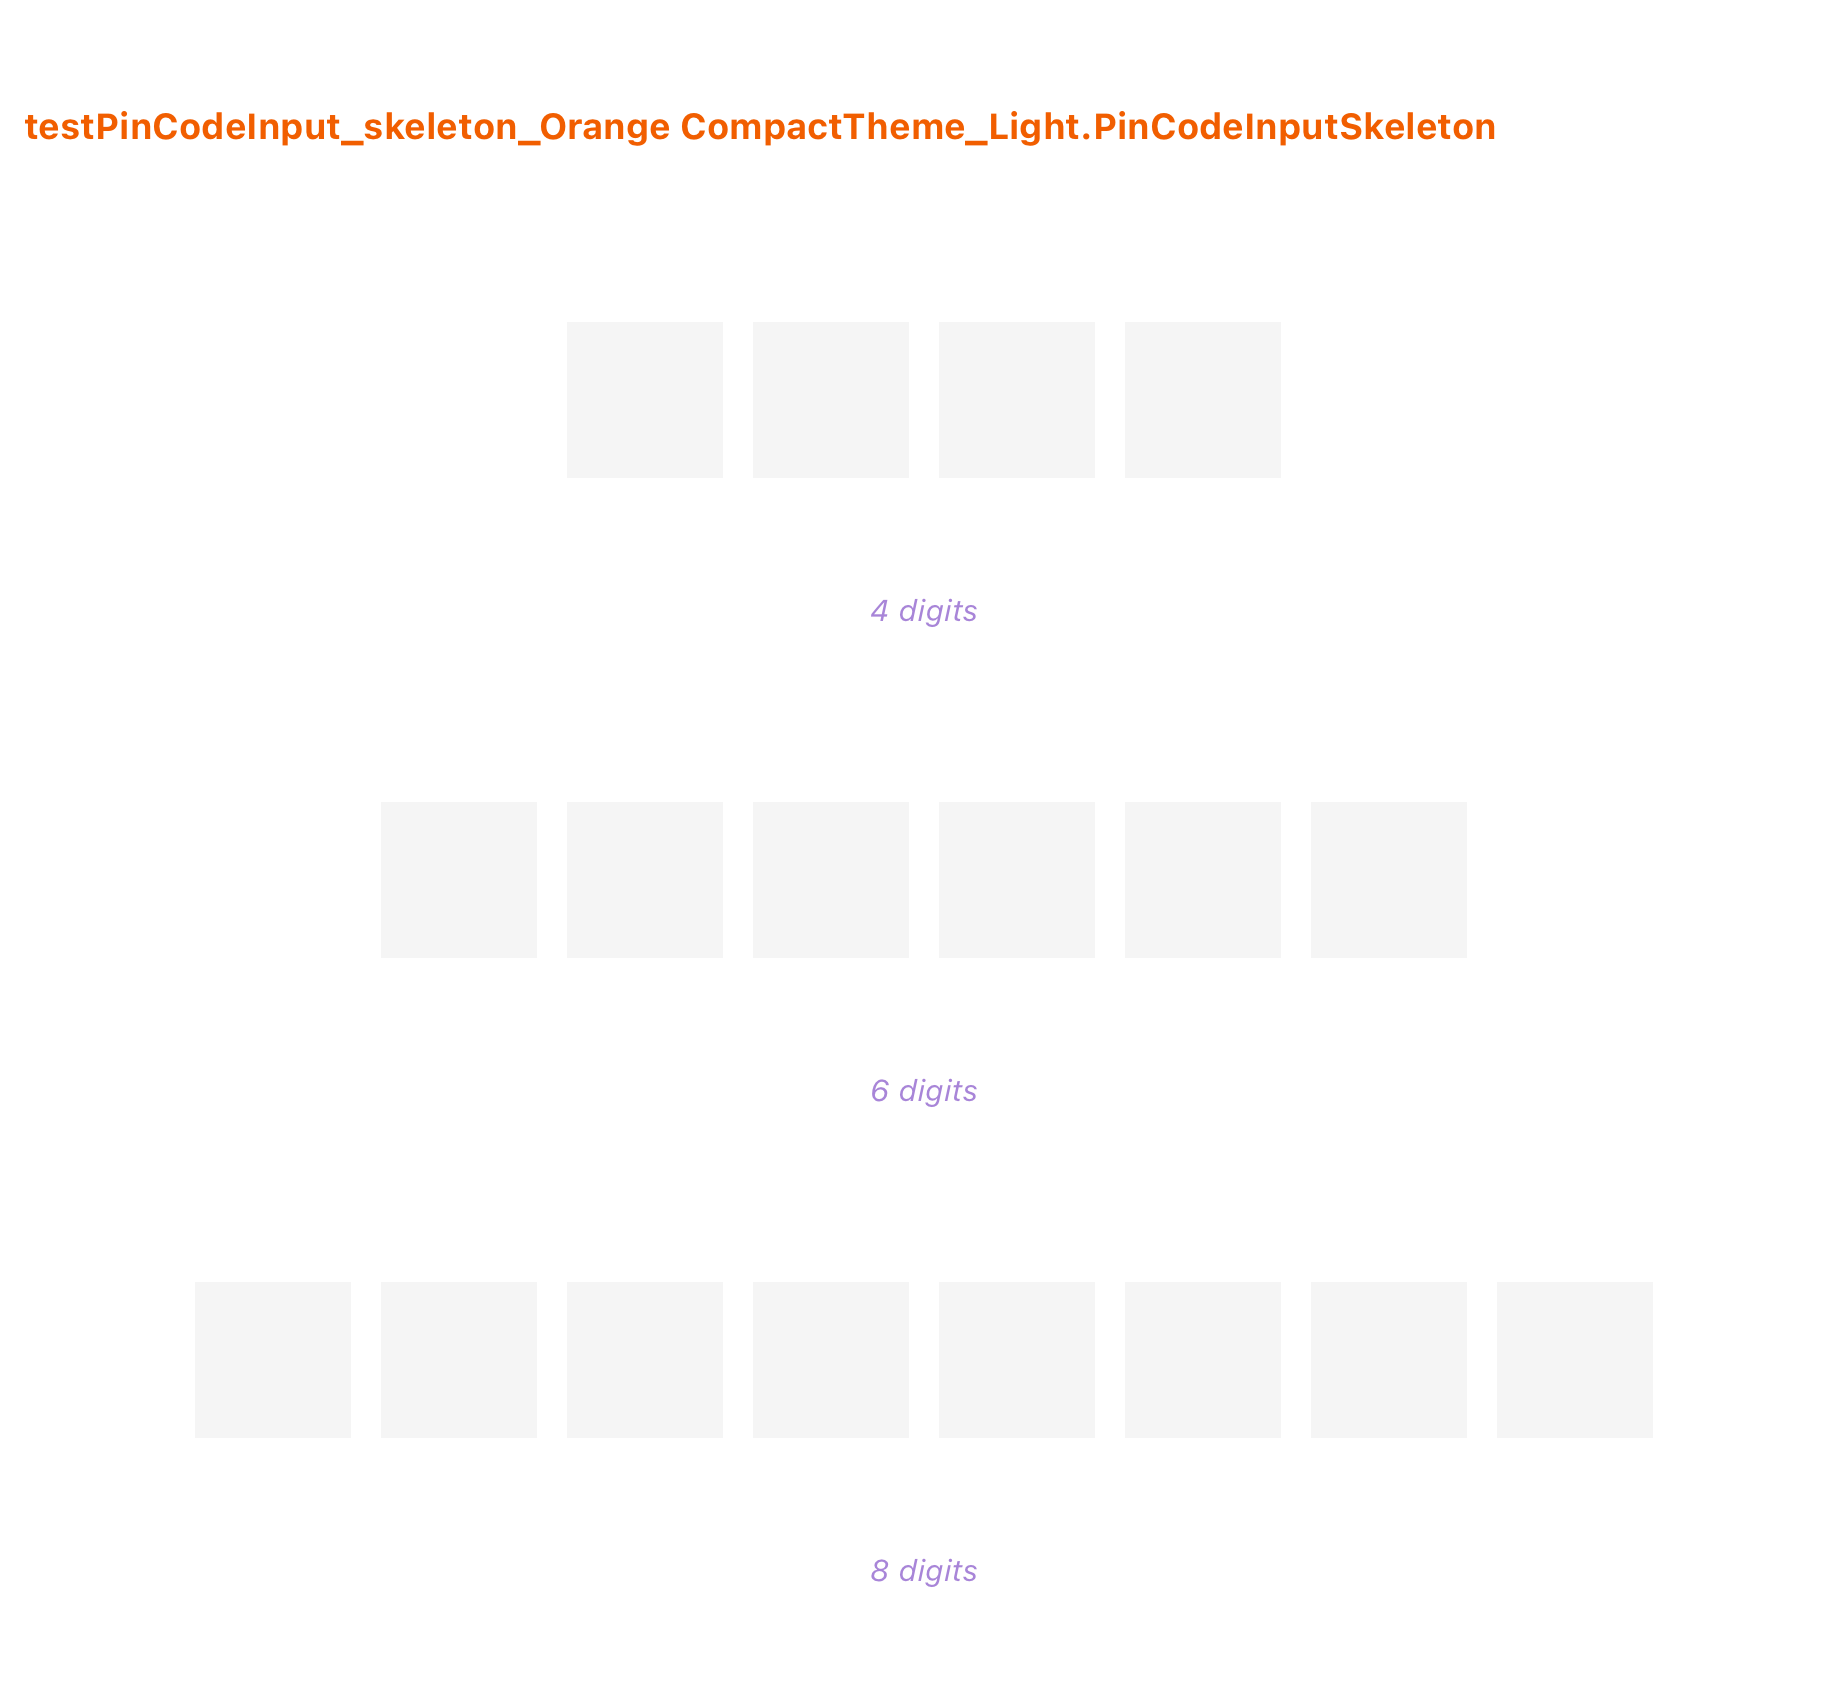 testPinCodeInput_skeleton_Orange CompactTheme_Light.PinCodeInputSkeleton
4 digits
6 digits
8 digits